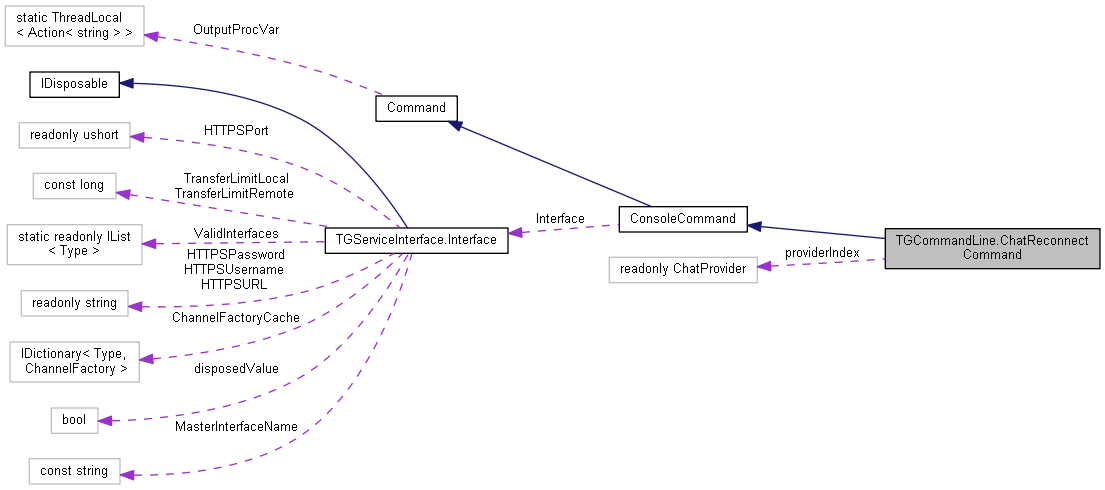 static ThreadLocal
< Action< string > >
OutputProcVar
IDisposable
Command
readonly ushort
HTTPSPort
const long
TransferLimitLocal
TransferLimitRemote
static readonly IList
< Type >
ValidInterfaces
TGServiceInterface.Interface
Interface
ConsoleCommand
TGCommandLine.ChatReconnect
Command
readonly ChatProvider
providerIndex
HTTPSPassword
HTTPSUsername
HTTPSURL
readonly string
ChannelFactoryCache
IDictionary< Type,
ChannelFactory >
disposedValue
bool
MasterInterfaceName
const string